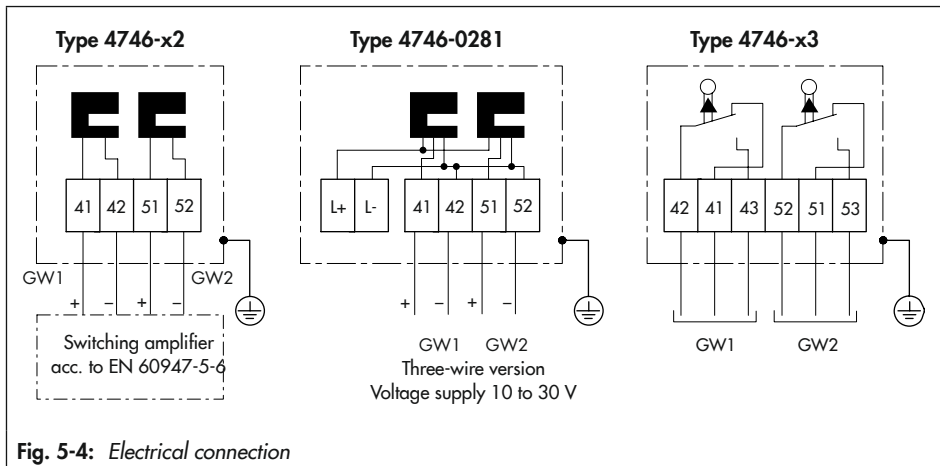 Type 4746-x2
Type 4746-0281
Type 4746-x3
41 42 51 52
L+ L- 41 42 51 52
42 41 43 52 51 53
GW1 GW2
+ − + −
+ − + −
Switching amplifier
acc. to EN 60947-5-6
GW1 GW2
Three-wire version
Voltage supply 10 to 30 V
GW1 GW2
Fig. 5-4: Electrical connection